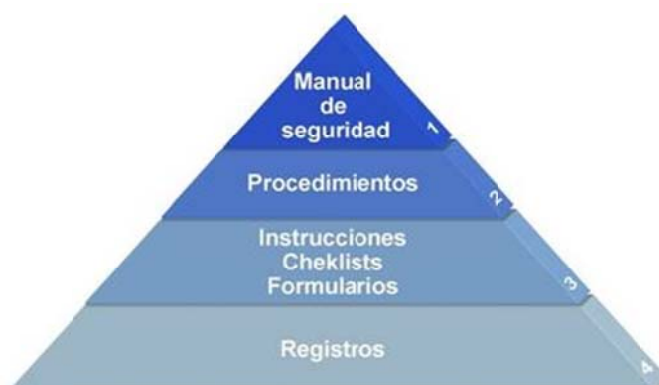 Manual
de
seguridad
1
Procedimientos
2
Instrucciones
Cheklists
Formularios
3
Registros
4